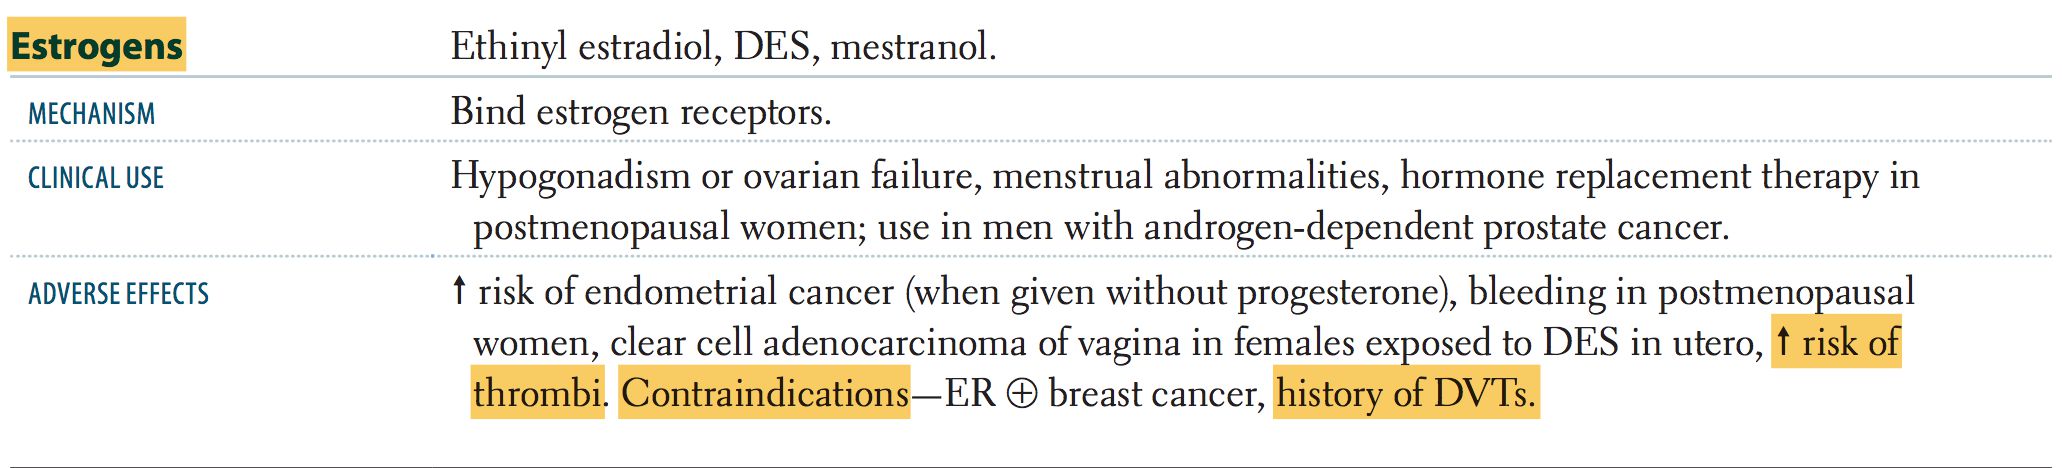 Estrogens Ethinyl estradiol, DES, mestranol.
MECHANISM Bind estrogen receptors.
CLINICAL USE Hypogonadism or ovarian failure, menstrual abnormalities, hormone replacement therapy in
postmenopausal women; use in men with androgen-dependent prostate cancer.
ADVERSE EFFECTS ↑ risk of endometrial cancer (when given without progesterone), bleeding in postmenopausal
women, clear cell adenocarcinoma of vagina in females exposed to DES in utero, ↑ risk of
thrombi. Contraindications—ER ⊕ breast cancer, history of DVTs.